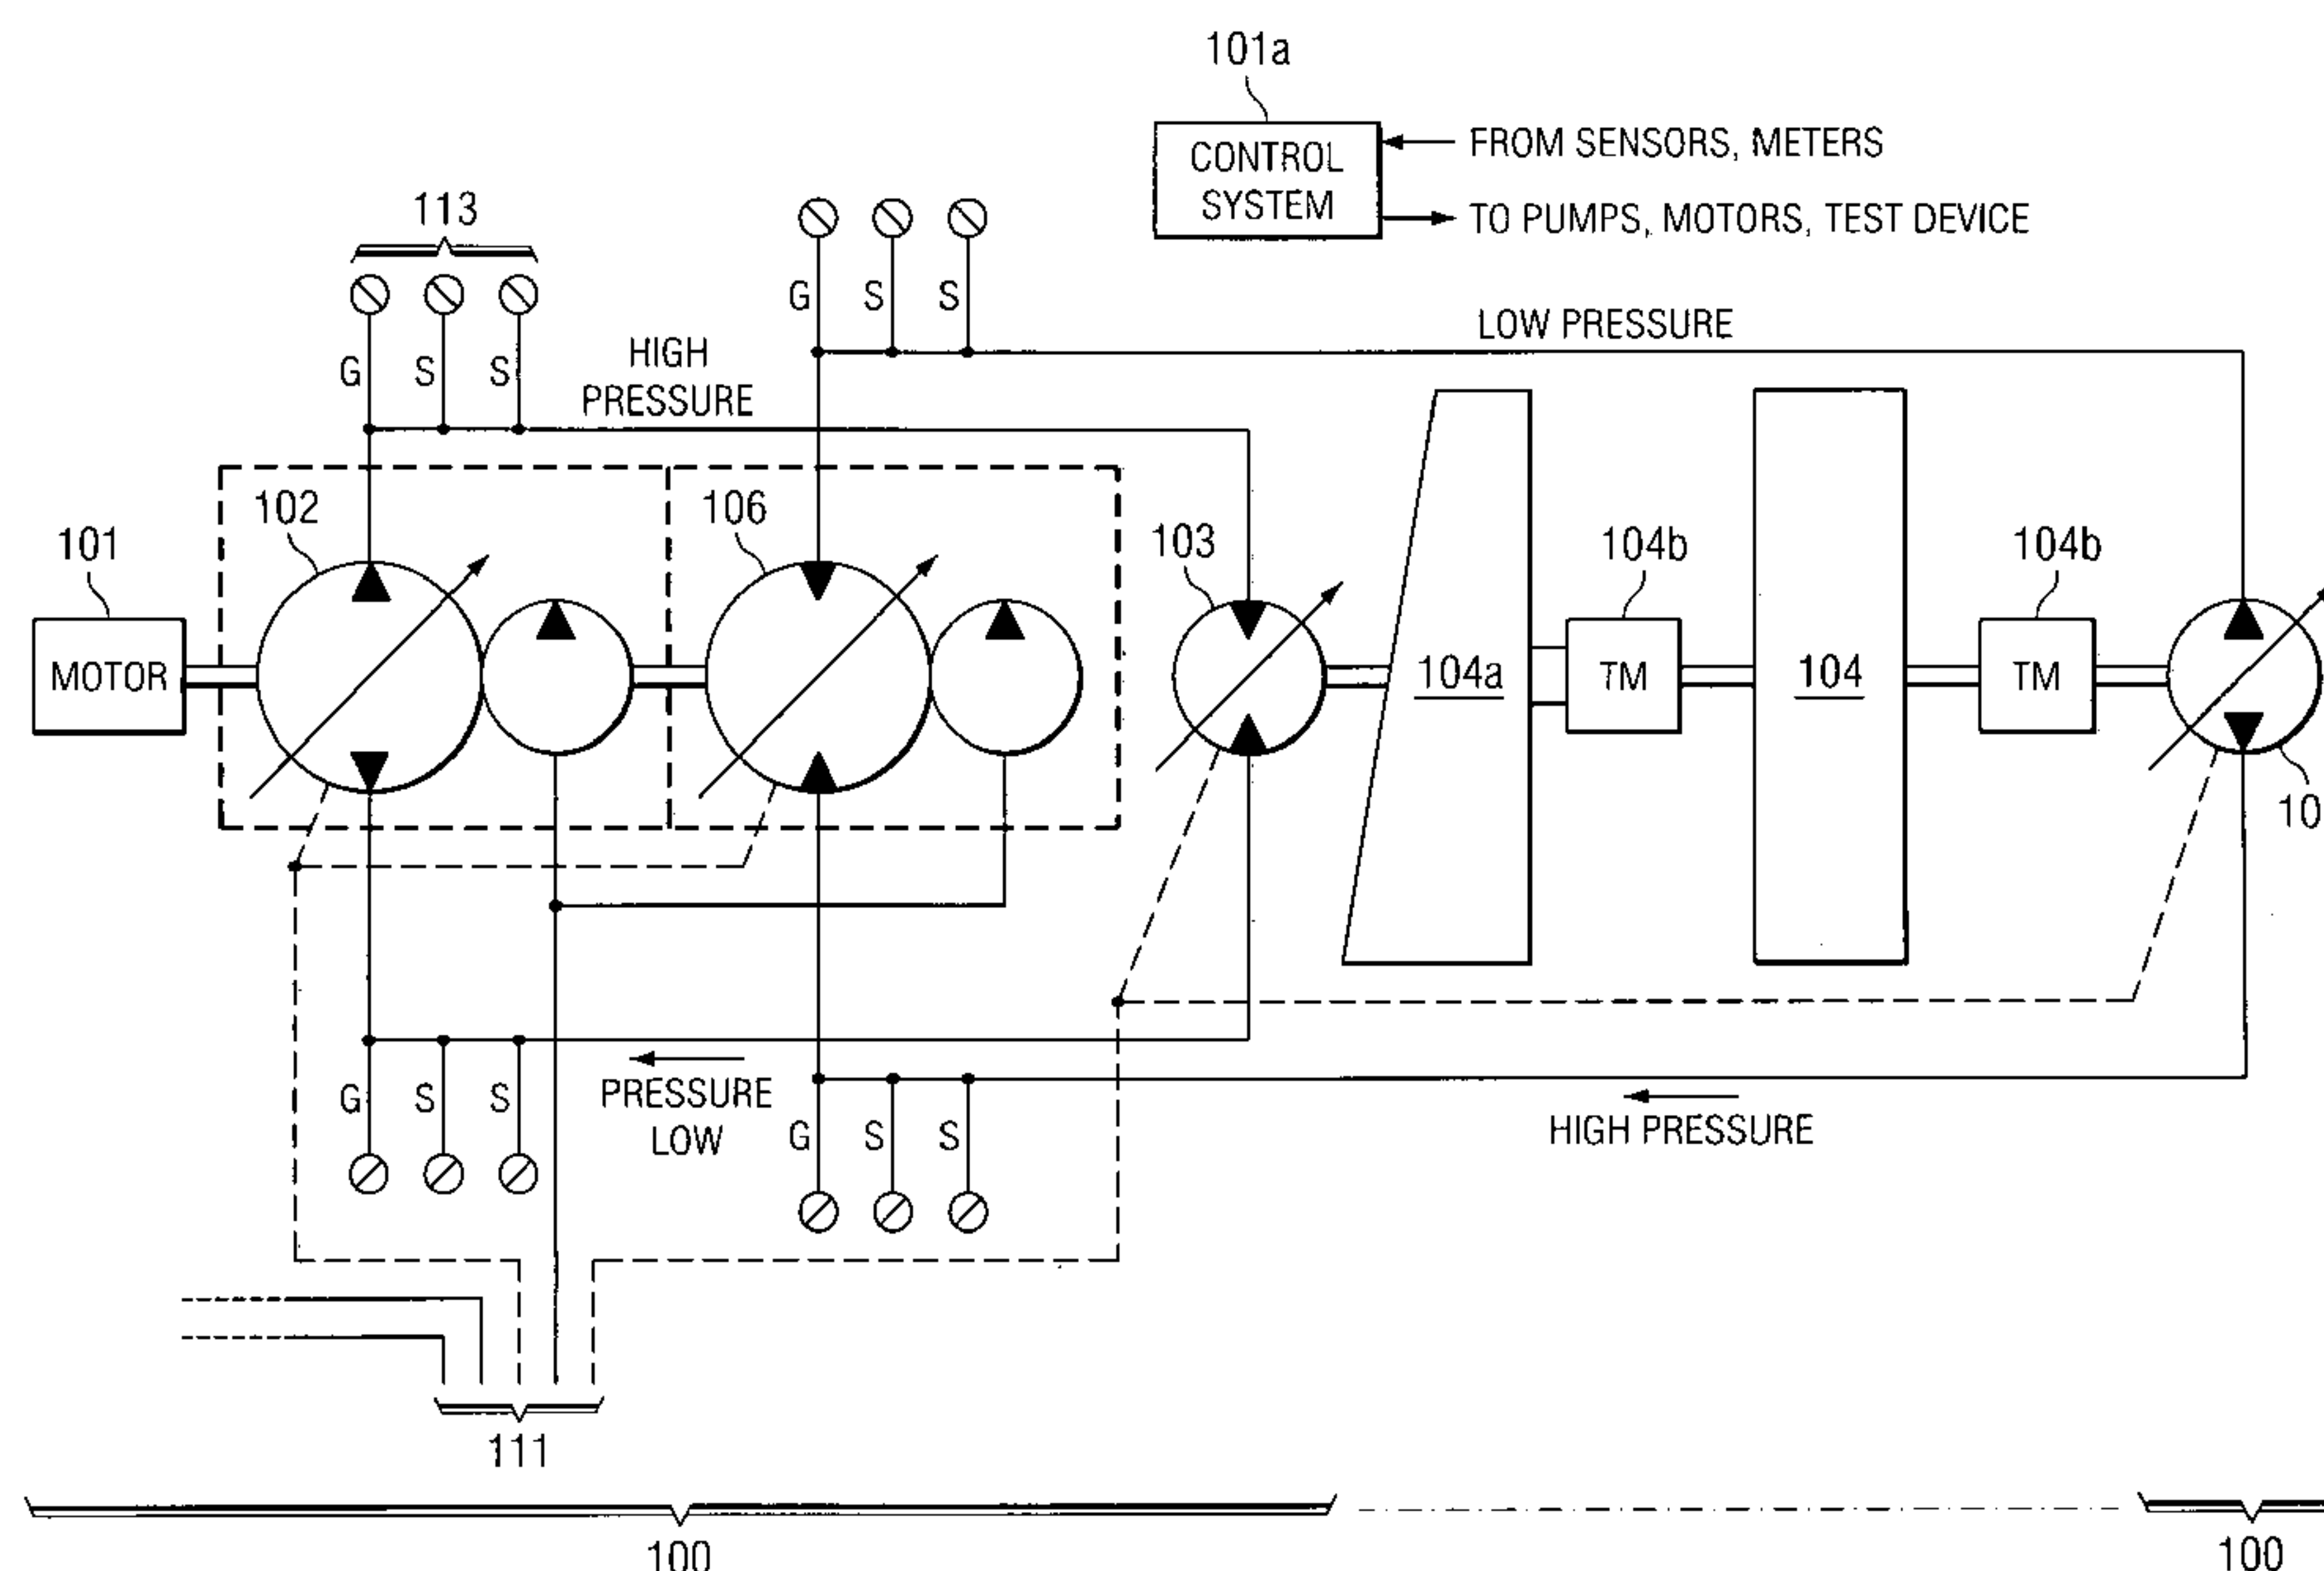 101a
CONTROL
SYSTEM
FROM SENSORS, METERS
TO PUMPS, MOTORS, TEST DEVICE
113
G
S
S
G
S
S
HIGH
PRESSURE
LOW PRESSURE
101
MOTOR
102
106
103
104a
104b
TM
104
104b
TM
10
G
S
S
PRESSURE
LOW
G
S
S
HIGH PRESSURE
111
100
100